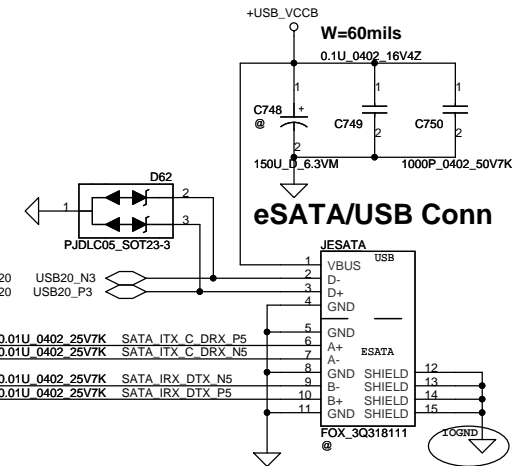 +USB_VCCB
W=60mils
0.1U_0402_16V4Z
1 1 1
C748 + C749 C750
@
2 2 2
150U_D_6.3VM 1000P_0402_50V7K
D62
1 2
3
PJDLC05_SOT23-3
eSATA/USB Conn
JESATA
USB
1 VBUS
20 USB20_N3 2 D-
20 USB20_P3 3 D+
4 GND
5 GND
0.01U_0402_25V7K SATA_ITX_C_DRX_P5 6 A+
ESATA
0.01U_0402_25V7K SATA_ITX_C_DRX_N5 7 A-
8 GND SHIELD 12
0.01U_0402_25V7K SATA_IRX_DTX_N5 9 B- SHIELD 13
0.01U_0402_25V7K SATA_IRX_DTX_P5 10 B+ SHIELD 14
11 GND SHIELD 15
FOX_3Q318111
@
IOGND